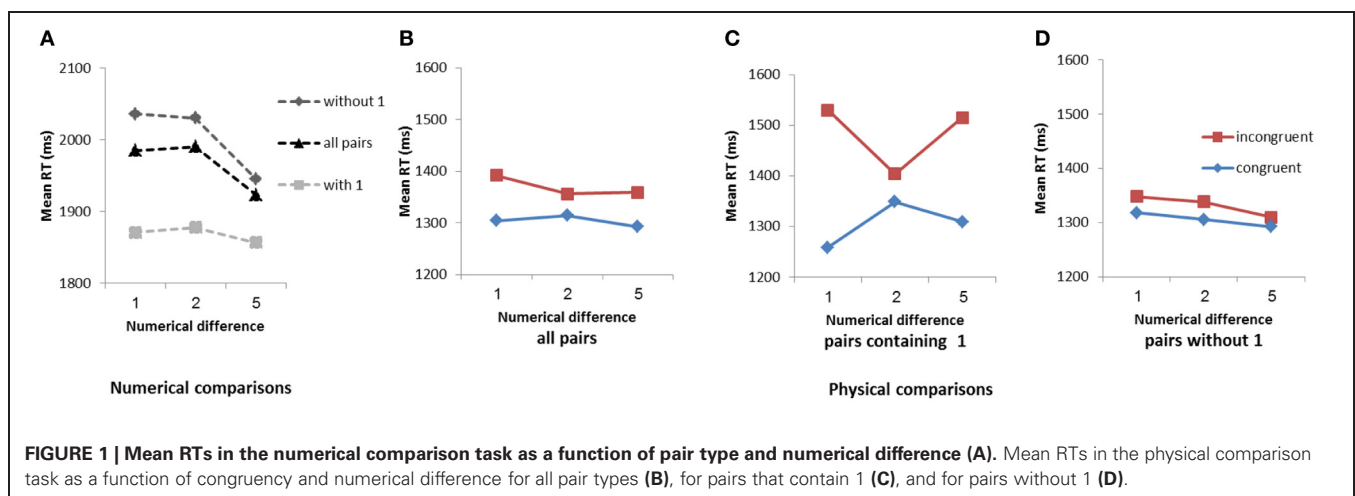 A
2100
2000
1900
1800
Mean RT (ms)
without 1
all pairs
with 1
1 2 5
Numerical difference
Numerical comparisons
B
1600
1500
1400
1300
1200
Mean RT (ms)
1 2 5
Numerical difference
all pairs
C
1600
1500
1400
1300
1200
Mean RT (ms)
1 2 5
Numerical difference
pairs containing 1
Physical comparisons
D
1600
1500
1400
1300
1200
Mean RT (ms)
incongruent
congruent
1 2 5
Numerical difference
pairs without 1
FIGURE 1 | Mean RTs in the numerical comparison task as a function of pair type and numerical difference (A). Mean RTs in the physical comparison
task as a function of congruency and numerical difference for all pair types (B), for pairs that contain 1 (C), and for pairs without 1 (D).